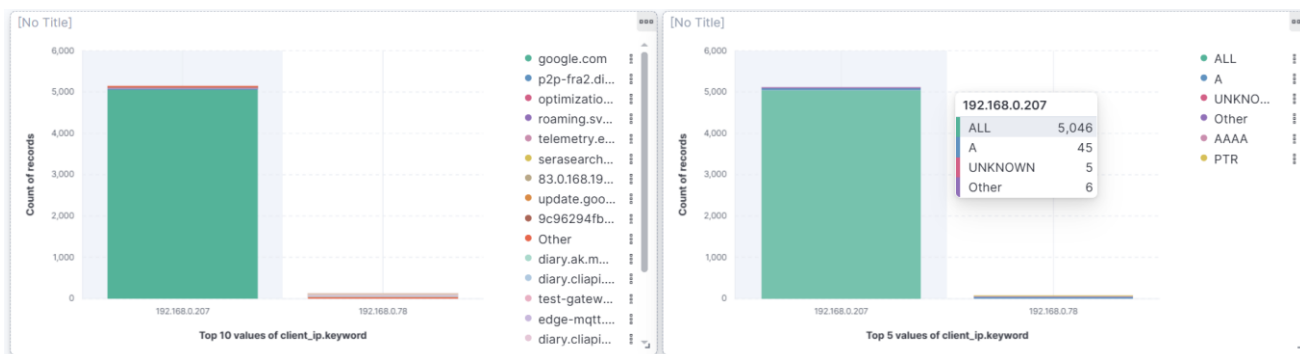 [No Title]
6,000
5,000
4,000
3,000
2,000
1,000
0
Count of records
192.168.0.207
192.168.0.78
Top 10 values of client_ip.keyword
google.com
p2p-fra2.di...
optimizatio...
roaming.sv...
telemetry.e...
serasearch...
83.0.168.19...
update.goo...
9c96294fb...
Other
diary.ak.m...
diary.cliapi...
test-gatew...
edge-mqtt....
diary.cliapi...
[No Title]
6,000
5,000
4,000
3,000
2,000
1,000
0
Count of records
192.168.0.207
192.168.0.78
Top 5 values of client_ip.keyword
192.168.0.207
ALL 5,046
A 45
UNKNOWN 5
Other 6
ALL
A
UNKNO...
Other
AAAA
PTR